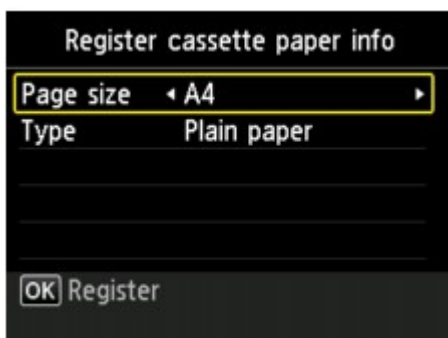 Register cassette paper info
Page size A4
Type Plain paper
OK Register